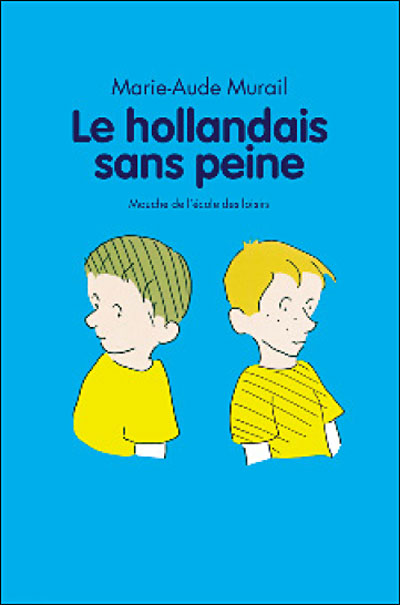 Marie-Aude Murail
Le hollandais
sans peine
Mouche de l'école des loisirs